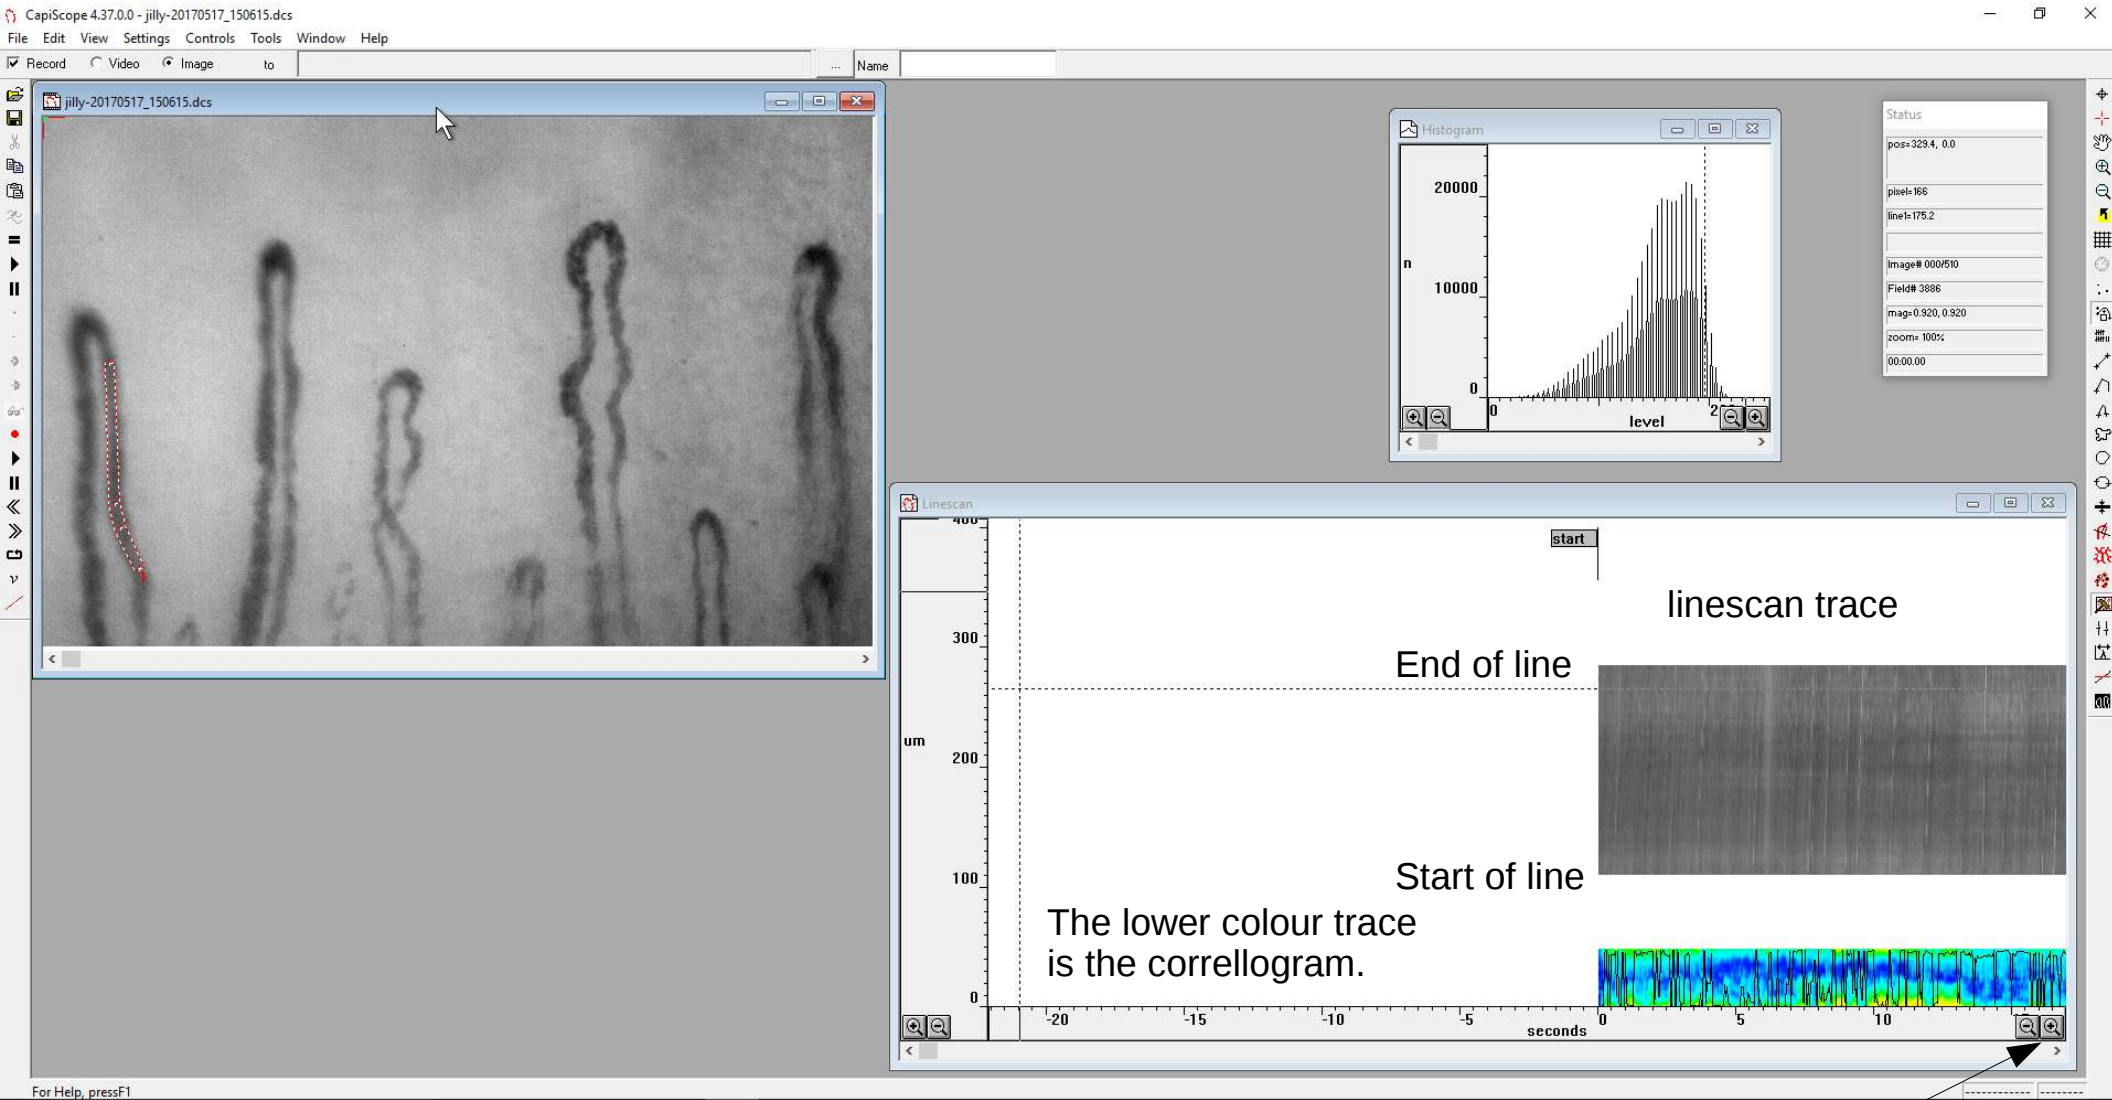 CapiScope 4.37.0.0 - jilly-20170517_150615.dcs
File Edit View Settings Controls Tools Window Help
Record Video Image to ... Name
jilly-20170517_150615.dcs
Histogram
20000
n
10000
0
0
level
Status
pos=329.4, 0.0
pixel=166
line1=175.2
Image# 000/510
Field# 3886
mag=0.920, 0.920
zoom= 100%
00:00.00
Linescan
400
start
linescan trace
300
End of line
um
200
100
Start of line
The lower colour trace
is the correllogram.
0
-20 -15 -10 -5 0 5 10
seconds
For Help, pressF1